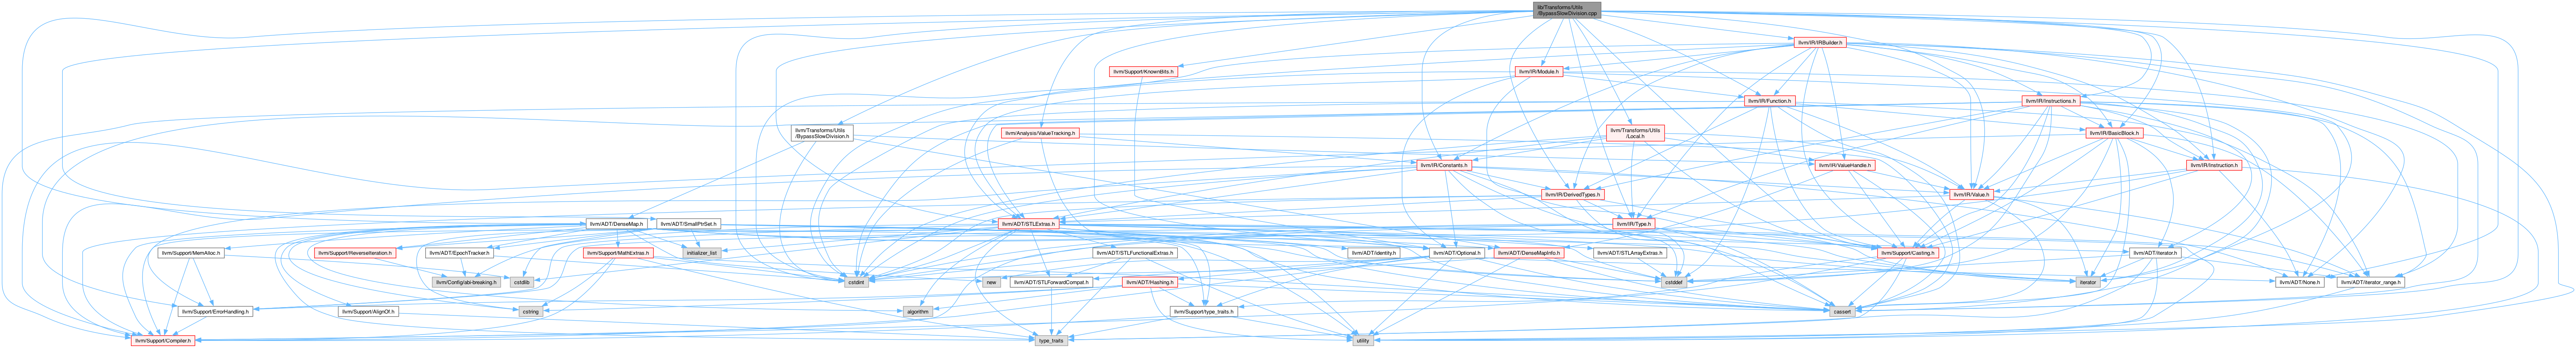 lib/Transforms/Utils
/BypassSlowDivision.cpp
llvm/IR/IRBuilder.h
llvm/Support/KnownBits.h
llvm/IR/Module.h
llvm/IR/Function.h
llvm/IR/Instructions.h
llvm/Transforms/Utils
/BypassSlowDivision.h
llvm/Analysis/ValueTracking.h
llvm/Transforms/Utils
/Local.h
llvm/IR/BasicBlock.h
llvm/IR/Constants.h
llvm/IR/ValueHandle.h
llvm/IR/Instruction.h
llvm/IR/DerivedTypes.h
llvm/IR/Value.h
llvm/ADT/DenseMap.h
llvm/ADT/SmallPtrSet.h
llvm/ADT/STLExtras.h
llvm/IR/Type.h
llvm/Support/MemAlloc.h
llvm/Support/ReverseIteration.h
llvm/ADT/EpochTracker.h
llvm/Support/MathExtras.h
initializer_list
llvm/ADT/STLFunctionalExtras.h
llvm/ADT/identity.h
llvm/ADT/Optional.h
llvm/ADT/DenseMapInfo.h
llvm/ADT/STLArrayExtras.h
llvm/Support/Casting.h
llvm/ADT/iterator.h
llvm/Config/abi-breaking.h
cstdlib
cstdint
new
llvm/ADT/STLForwardCompat.h
llvm/ADT/Hashing.h
cstddef
iterator
llvm/ADT/None.h
llvm/ADT/iterator_range.h
llvm/Support/ErrorHandling.h
llvm/Support/AlignOf.h
cstring
algorithm
llvm/Support/type_traits.h
cassert
llvm/Support/Compiler.h
type_traits
utility